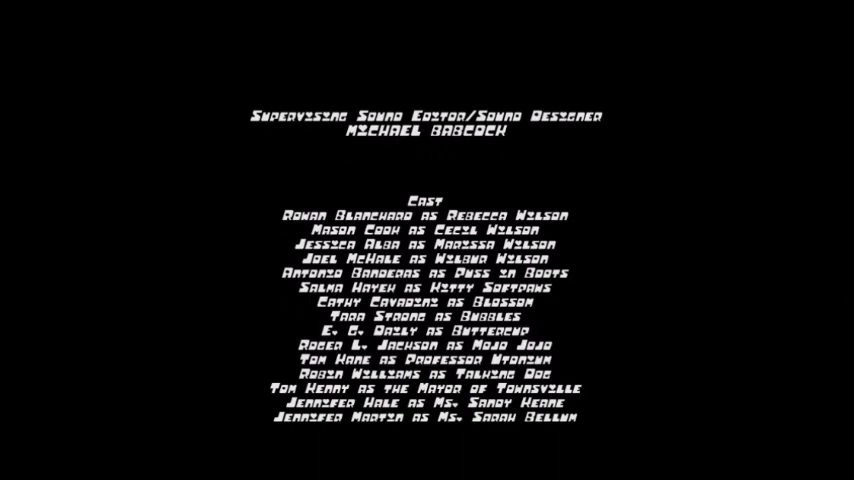 Supervising Sound Editor/Sound Designer
MICHAEL BABCOCK
Cast
Rowan Blanchard as Rebecca Wilson
Mason Cook as Cecil Wilson
Jessica Alba as Marissa Wilson
Joel McHale as Wilbur Wilson
Antonio Banderas as Puss in Boots
Salma Hayek as Kitty Softpaws
Cathy Cavadini as Blossom
Tara Strong as Bubbles
E. G. Daily as Buttercup
Roger L. Jackson as Mojo Jojo
Tom Kane as Professor Utonium
Robin Williams as Talking Dog
Tom Kenny as the Mayor of Townsville
Jennifer Hale as Ms. Sandy Keane
Jennifer Martin as Ms. Sarah Bellum